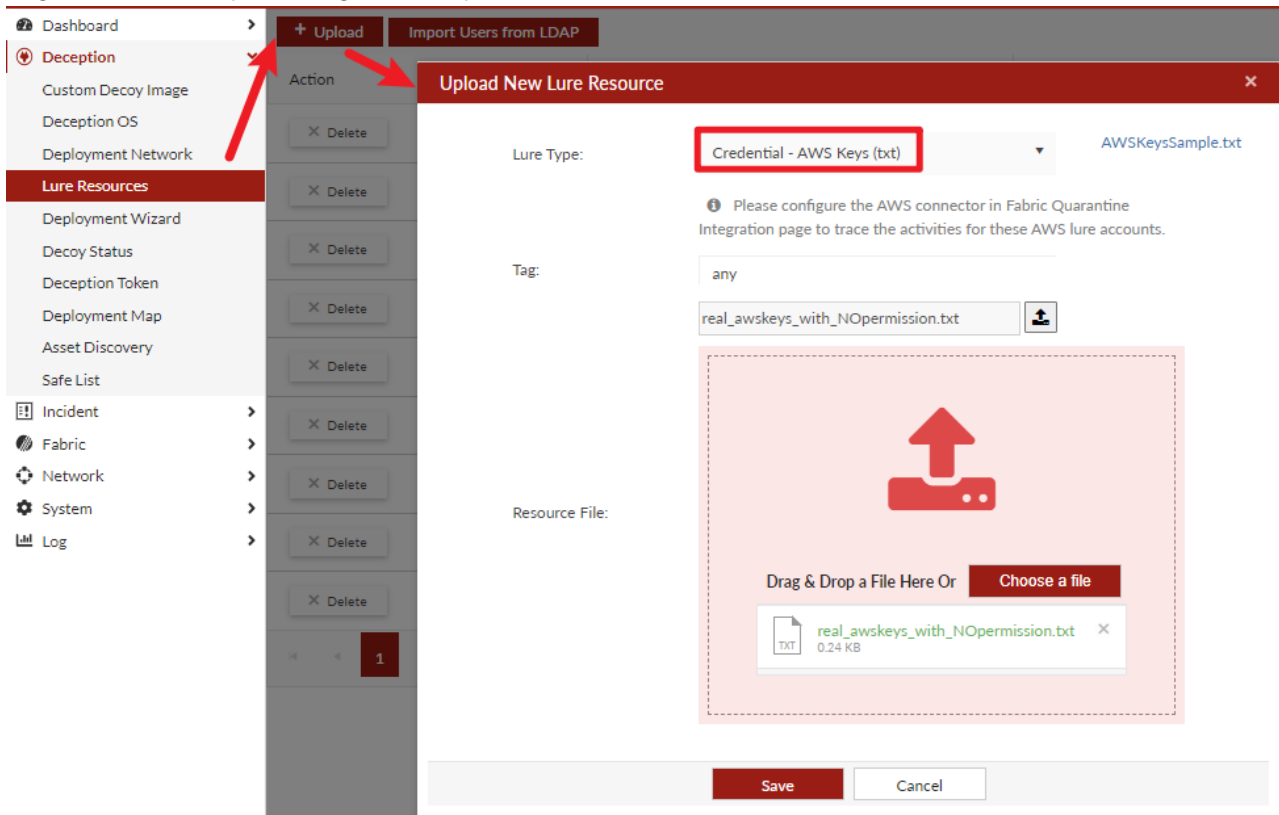 Dashboard
Deception
Custom Decoy Image
Deception OS
Deployment Network
Lure Resources
Deployment Wizard
Decoy Status
Deception Token
Deployment Map
Asset Discovery
Safe List
Incident
Fabric
Network
System
Log
+ Upload
Import Users from LDAP
Action
× Delete
× Delete
× Delete
× Delete
× Delete
× Delete
× Delete
× Delete
× Delete
1
Upload New Lure Resource
×
Lure Type:
Credential - AWS Keys (txt)
AWSKeysSample.txt
Please configure the AWS connector in Fabric Quarantine
Integration page to trace the activities for these AWS lure accounts.
Tag:
any
real_awskeys_with_NOpermission.txt
Resource File:
Drag & Drop a File Here Or
Choose a file
TXT
real_awskeys_with_NOpermission.txt
×
0.24 KB
Save
Cancel